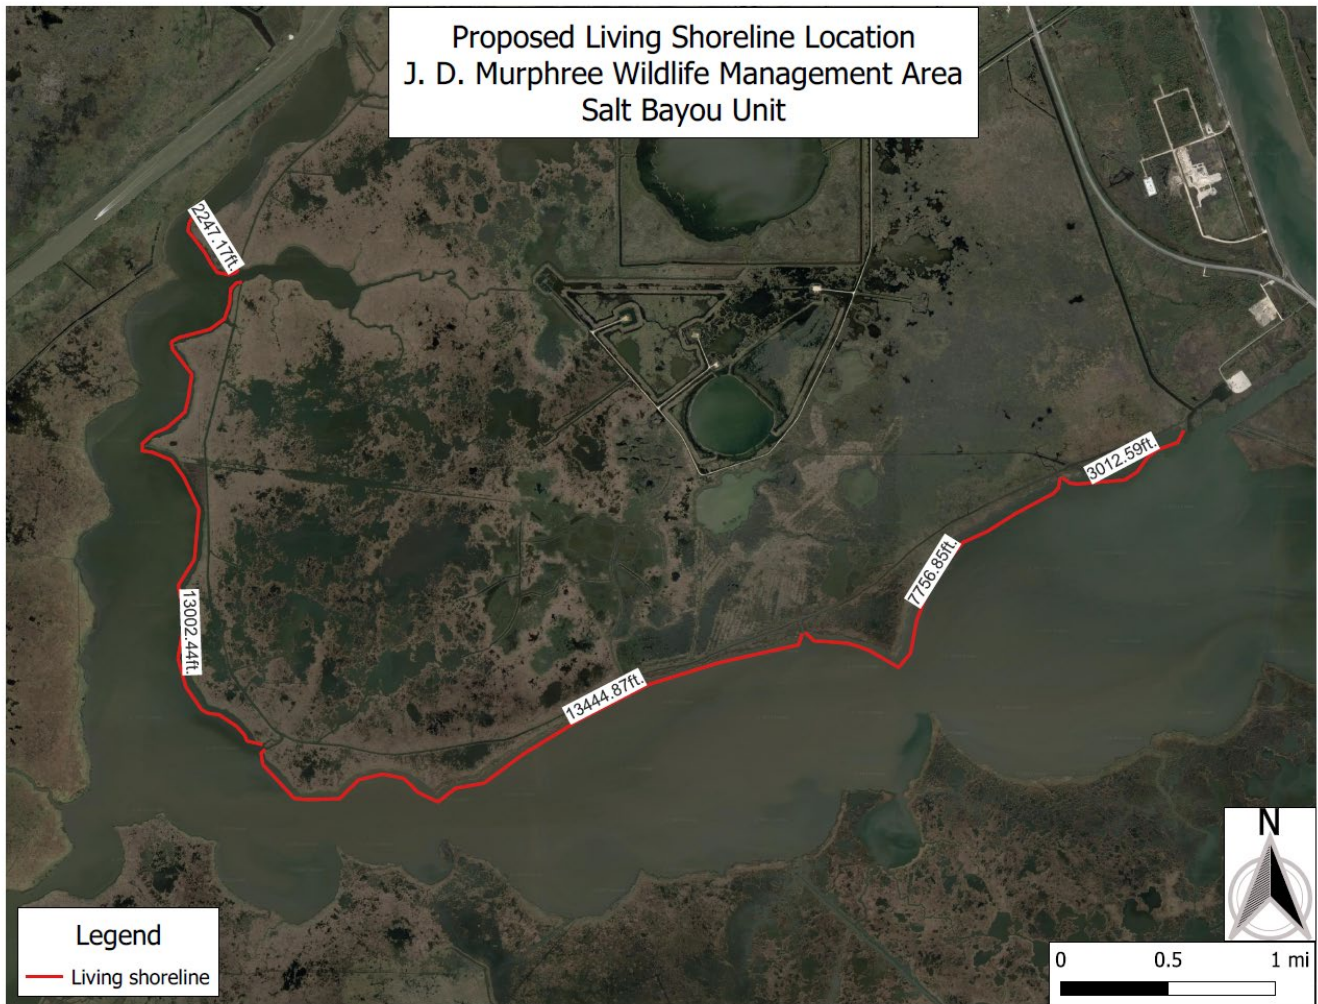 Proposed Living Shoreline Location
J. D. Murphree Wildlife Management Area
Salt Bayou Unit
2247.17ft.
3012.59ft.
7756.85ft.
13002.44ft.
13444.87ft.
N
Legend
Living shoreline
0 0.5 1 mi